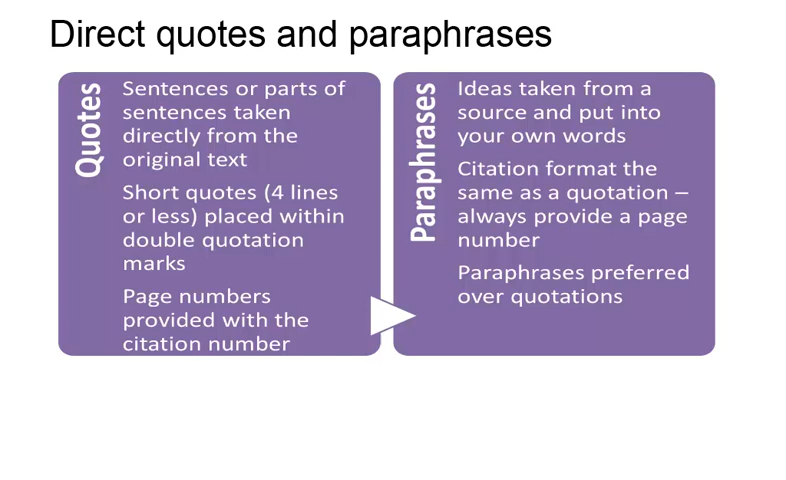 Direct quotes and paraphrases
Quotes
Sentences or parts of
sentences taken
directly from the
original text
Short quotes (4 lines
or less) placed within
double quotation
marks
Page numbers
provided with the
citation number
Paraphrases
Ideas taken from a
source and put into
your own words
Citation format the
same as a quotation –
always provide a page
number
Paraphrases preferred
over quotations